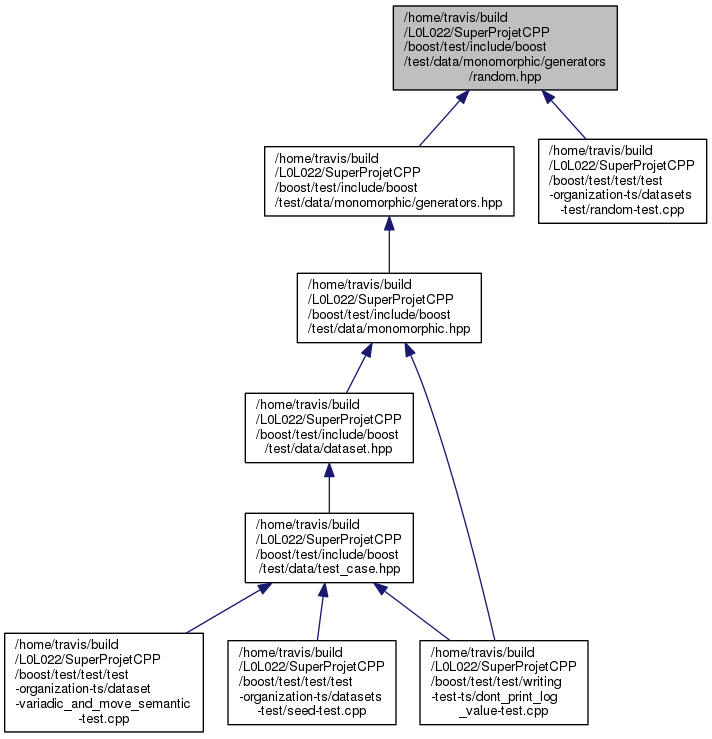 /home/travis/build
/L0L022/SuperProjetCPP
/boost/test/include/boost
/test/data/monomorphic/generators
/random.hpp
/home/travis/build
/L0L022/SuperProjetCPP
/boost/test/include/boost
/test/data/monomorphic/generators.hpp
/home/travis/build
/L0L022/SuperProjetCPP
/boost/test/test/test
-organization-ts/datasets
-test/random-test.cpp
/home/travis/build
/L0L022/SuperProjetCPP
/boost/test/include/boost
/test/data/monomorphic.hpp
/home/travis/build
/L0L022/SuperProjetCPP
/boost/test/include/boost
/test/data/dataset.hpp
/home/travis/build
/L0L022/SuperProjetCPP
/boost/test/include/boost
/test/data/test_case.hpp
/home/travis/build
/L0L022/SuperProjetCPP
/boost/test/test/test
-organization-ts/dataset
-variadic_and_move_semantic
-test.cpp
/home/travis/build
/L0L022/SuperProjetCPP
/boost/test/test/test
-organization-ts/datasets
-test/seed-test.cpp
/home/travis/build
/L0L022/SuperProjetCPP
/boost/test/test/writing
-test-ts/dont_print_log
_value-test.cpp